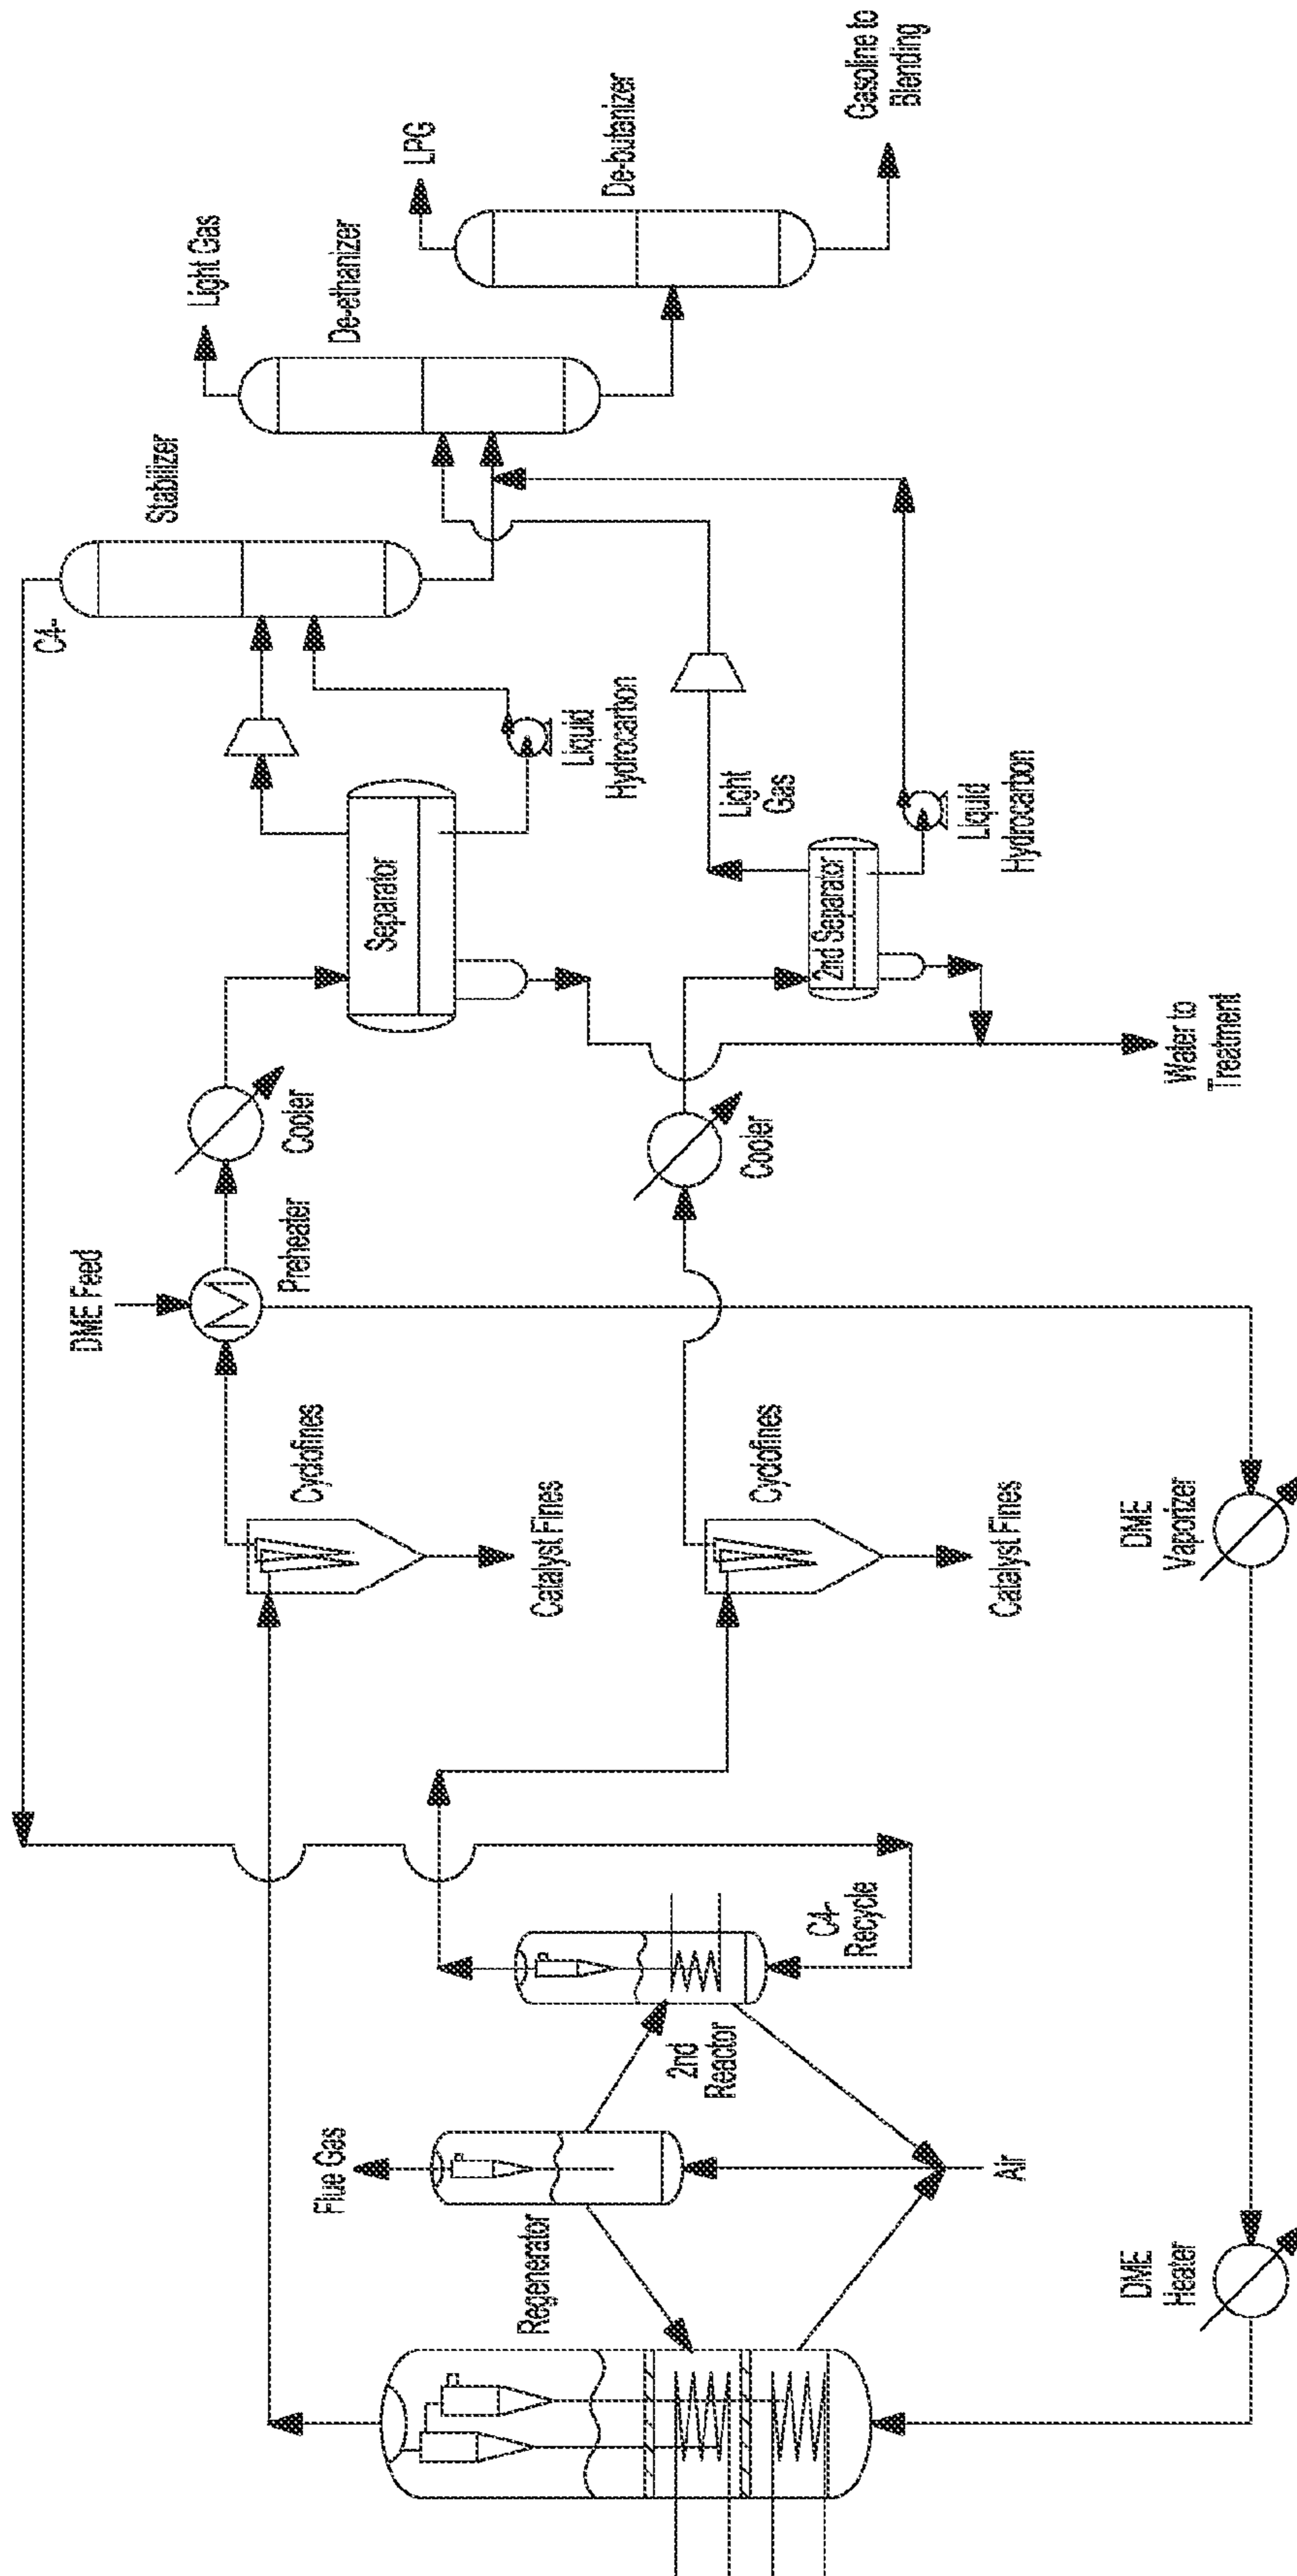 C4-
Stabilizer
Light Gas
De-ethanizer
LPG
De-butanizer
Gasoline to
Blending
DME Feed
Preheater
Cooler
Separator
Liquid
Hydrocarbon
Light
Gas
2nd Separator
Liquid
Hydrocarbon
Cooler
Water to
Treatment
Cyclofines
Catalyst Fines
Cyclofines
Catalyst Fines
DME
Vaporizer
C4-
Recycle
2nd
Reactor
Flue Gas
Regenerator
Air
DME
Heater